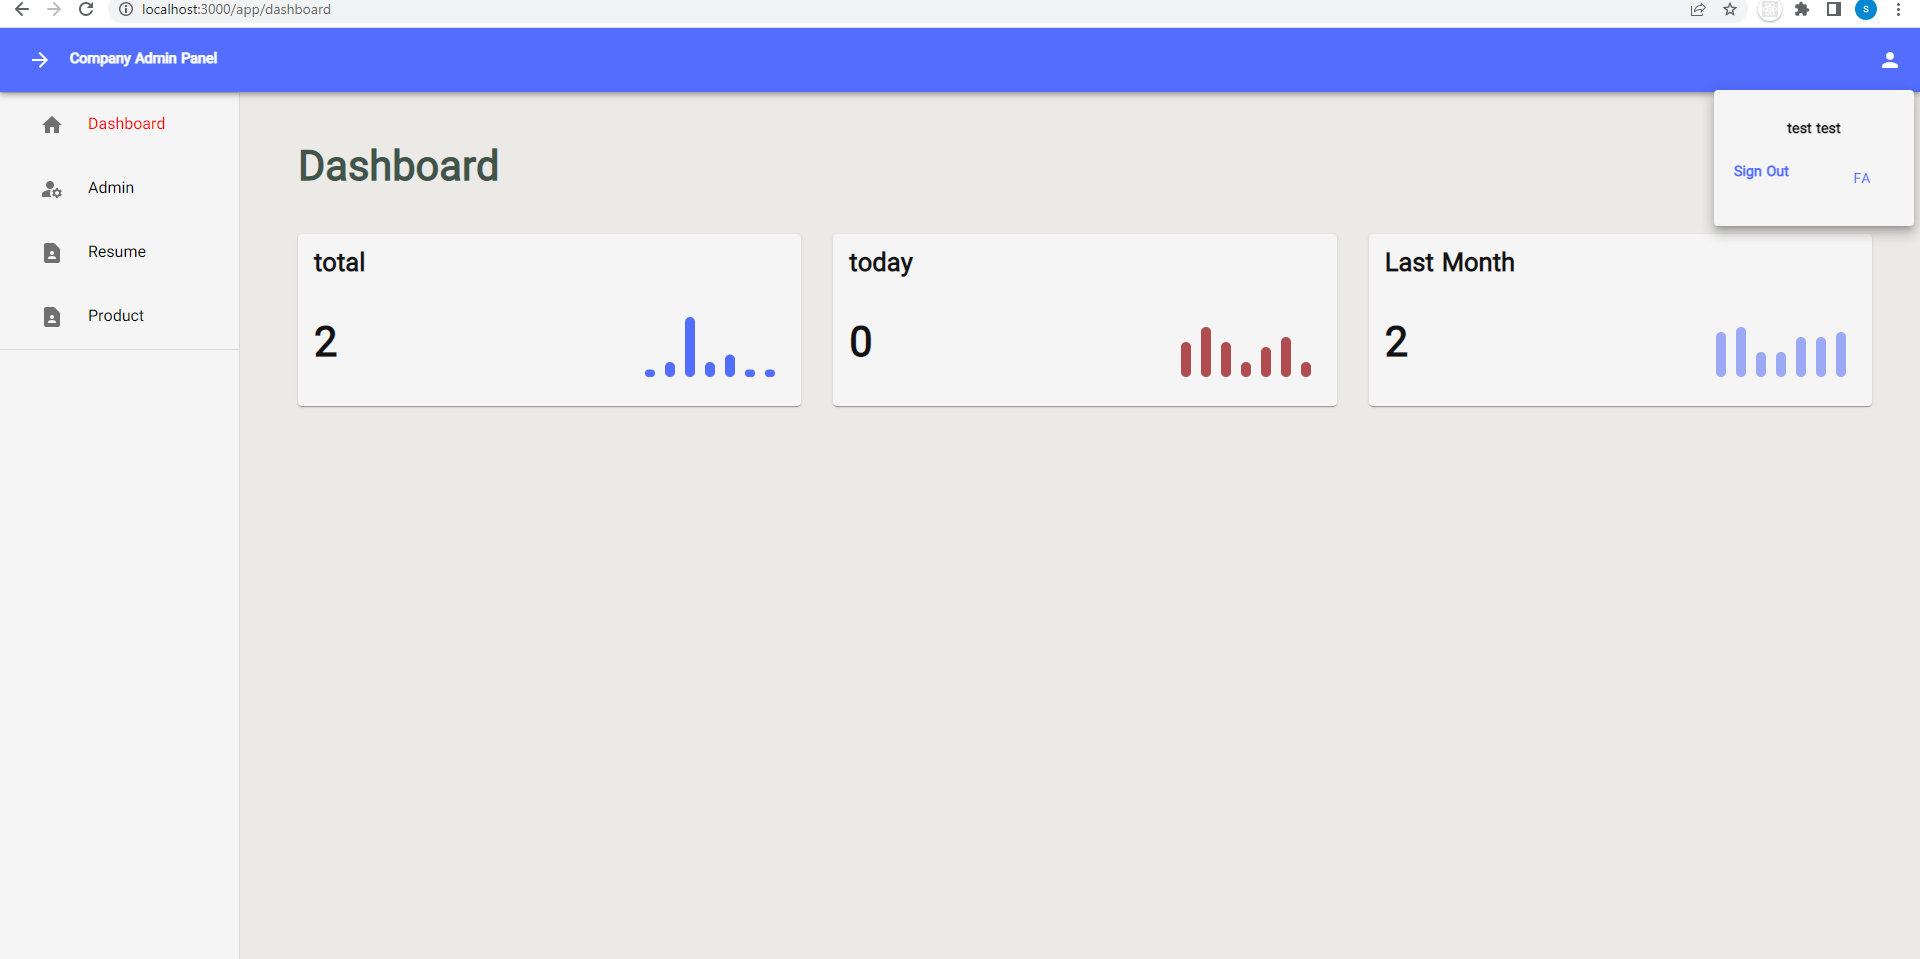 localhost:3000/app/dashboard
S
Company Admin Panel
test test
Sign Out
FA
Dashboard
Admin
Resume
Product
Dashboard
total
2
today
0
Last Month
2